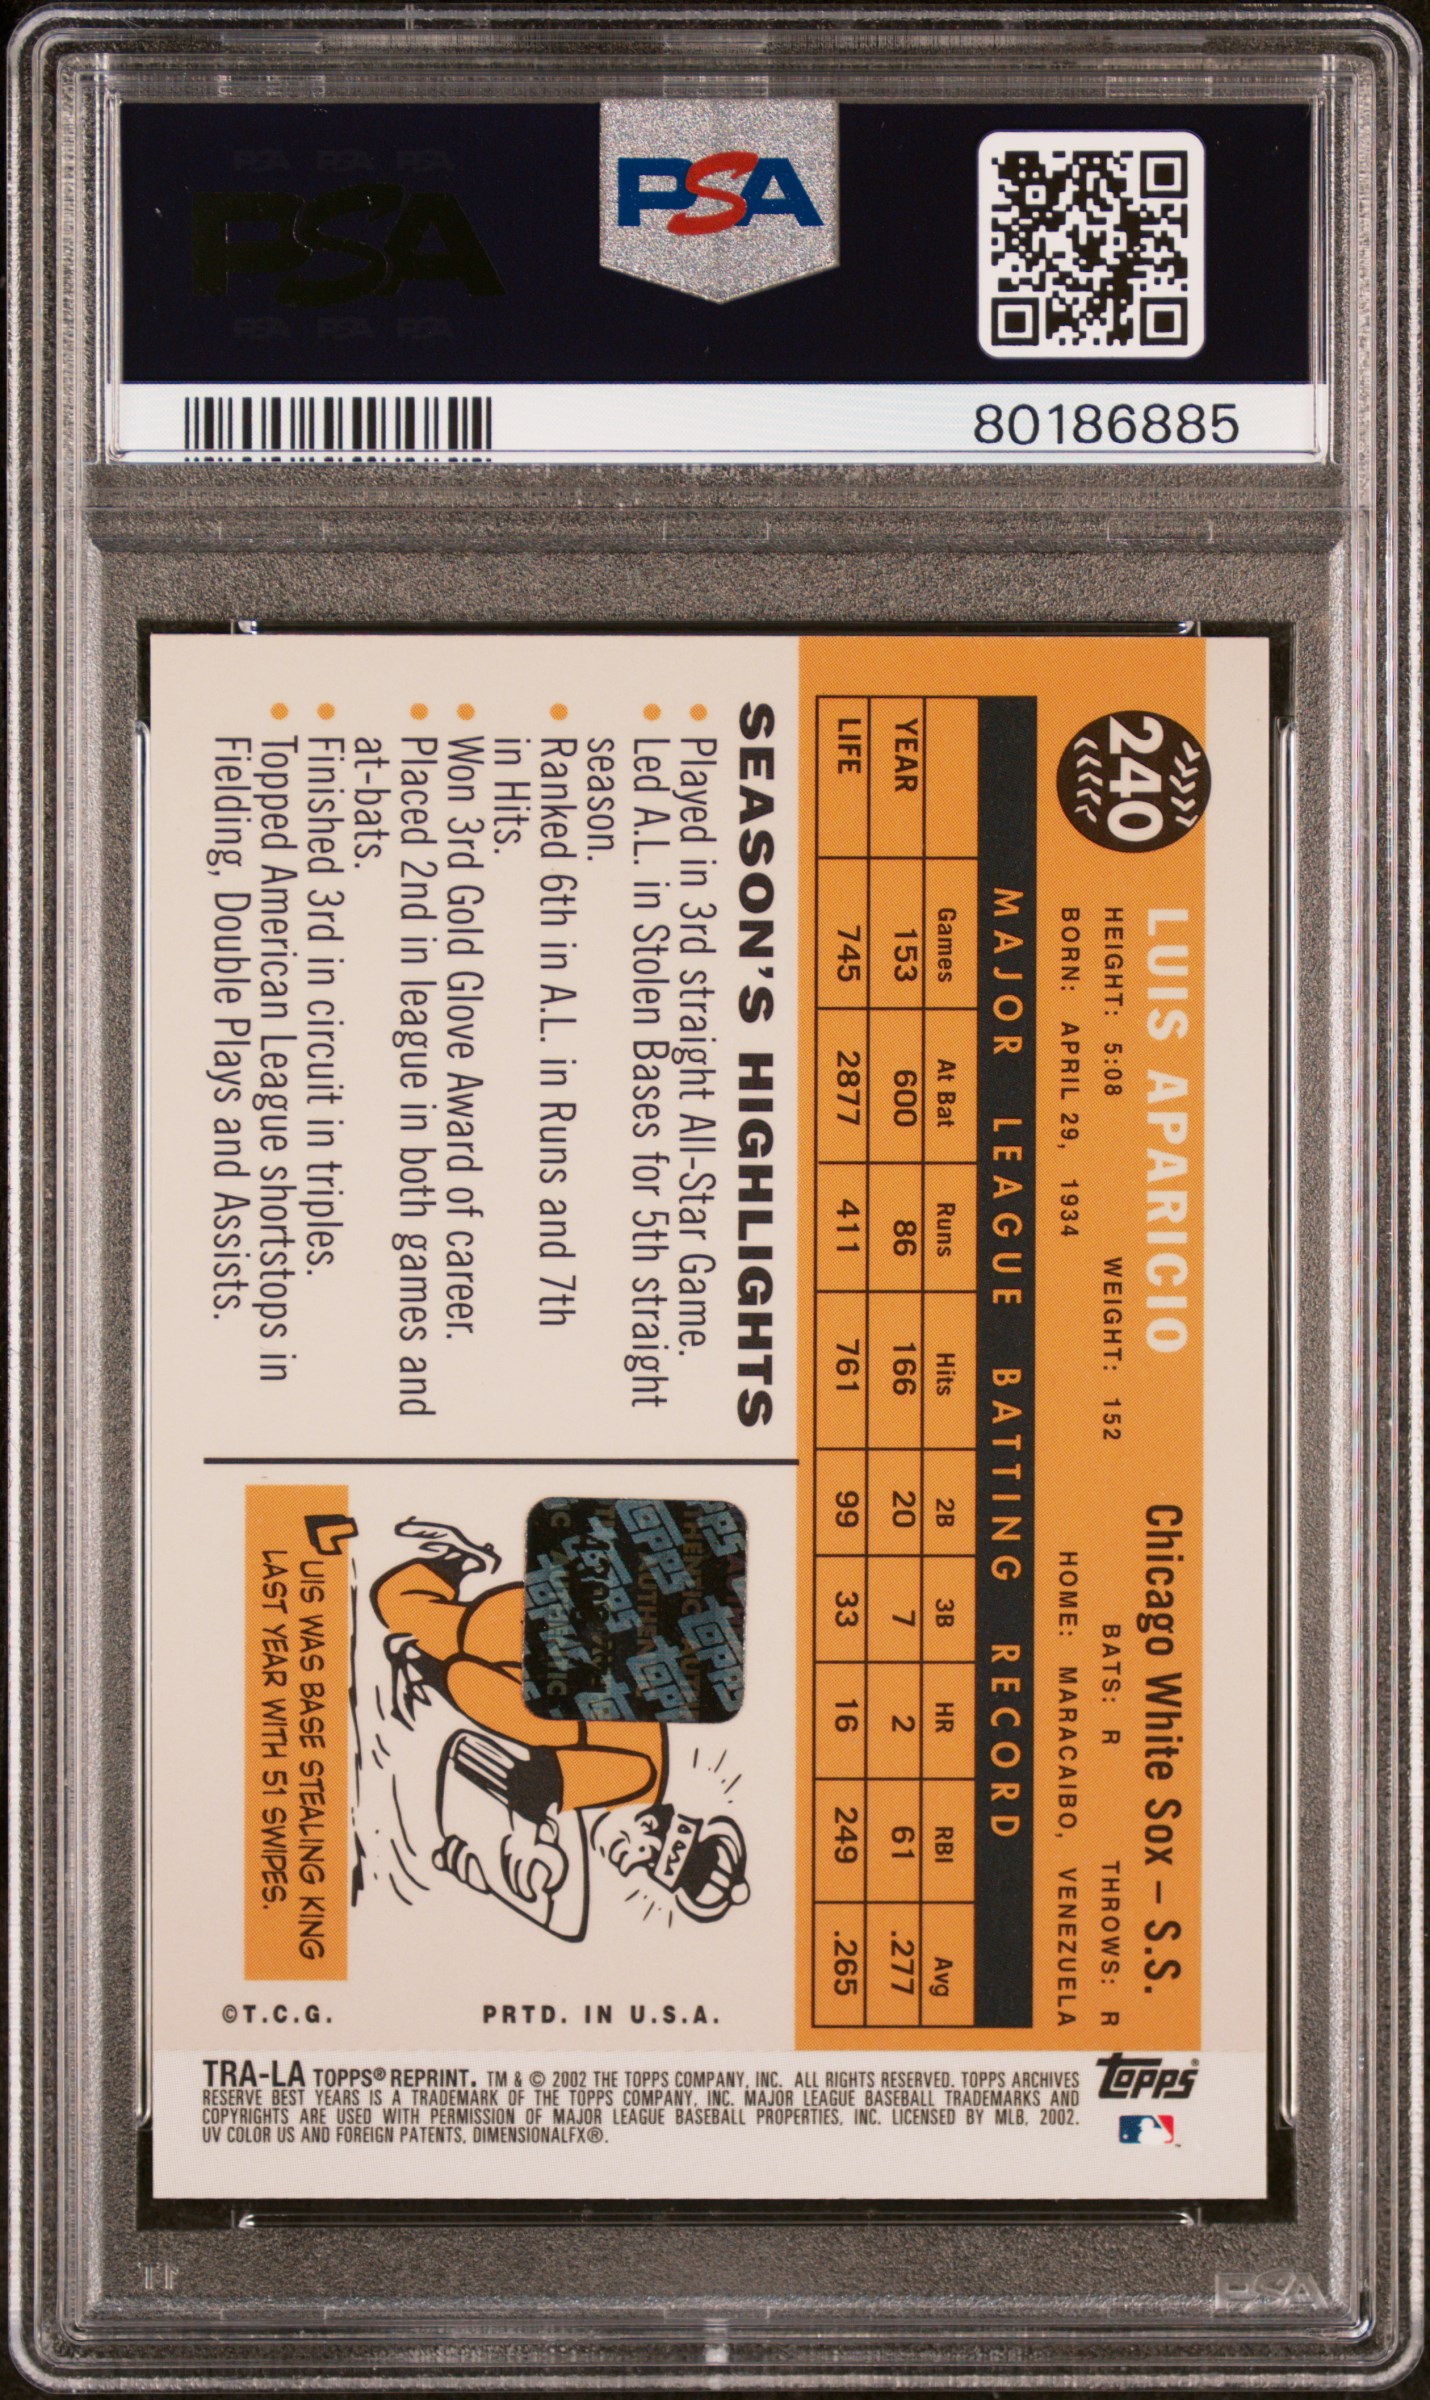 PSA PSA PSA
PSA
PSA PSA PSA
PSA
80186885
240
LUIS APARICIO
Chicago White Sox – S.S.
HEIGHT: 5:08 WEIGHT: 152 BATS: R THROWS: R
BORN: APRIL 29, 1934 HOME: MARACAIBO, VENEZUELA
MAJOR LEAGUE BATTING RECORD
Games At Bat Runs Hits 2B 3B HR RBI Avg
YEAR 153 600 86 166 20 7 2 61 .277
LIFE 745 2877 411 761 99 33 16 249 .265
SEASON'S HIGHLIGHTS
• Played in 3rd straight All-Star Game.
• Led A.L. in Stolen Bases for 5th straight
season.
• Ranked 6th in A.L. in Runs and 7th
in Hits.
• Won 3rd Gold Glove Award of career.
• Placed 2nd in league in both games and
at-bats.
• Finished 3rd in circuit in triples.
• Topped American League shortstops in
Fielding, Double Plays and Assists.
LUIS WAS BASE STEALING KING
LAST YEAR WITH 51 SWIPES.
PRTD. IN U.S.A.
©T.C.G.
Topps
TRA-LA TOPPS® REPRINT. TM & © 2002 THE TOPPS COMPANY, INC. ALL RIGHTS RESERVED. TOPPS ARCHIVES
RESERVE BEST YEARS IS A TRADEMARK OF THE TOPPS COMPANY, INC. MAJOR LEAGUE BASEBALL TRADEMARKS AND
COPYRIGHTS ARE USED WITH PERMISSION OF MAJOR LEAGUE BASEBALL PROPERTIES, INC. LICENSED BY MLB, 2002.
UV COLOR US AND FOREIGN PATENTS, DIMENSIONALFX®.
PSA